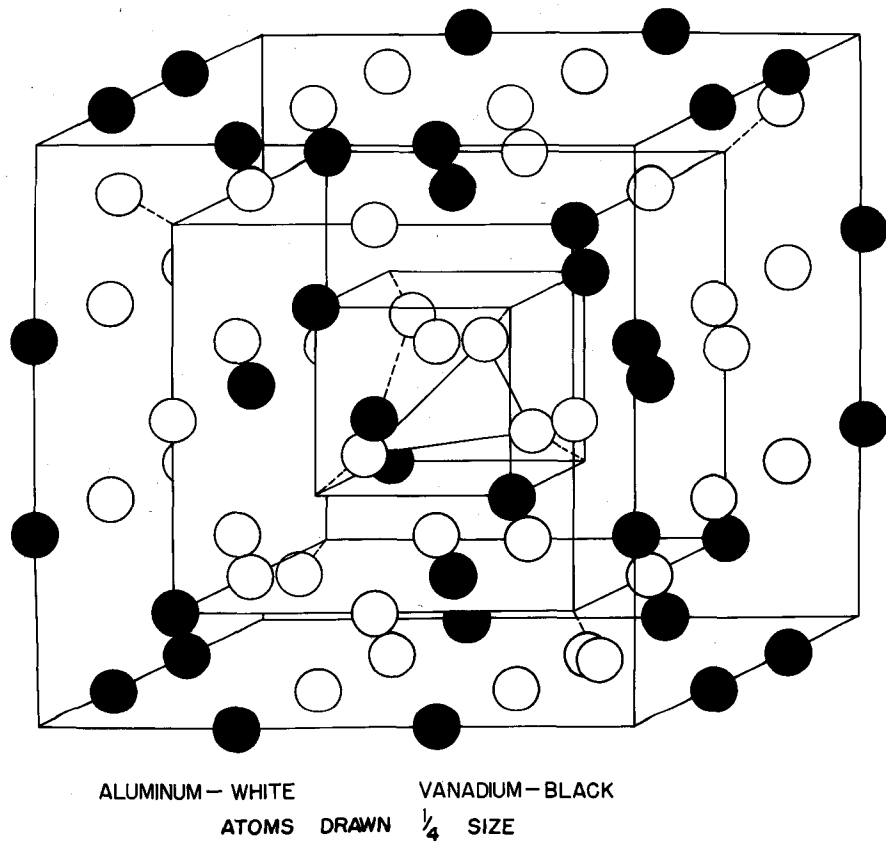 ALUMINUM — WHITE VANADIUM — BLACK
ATOMS DRAWN 1/4 SIZE